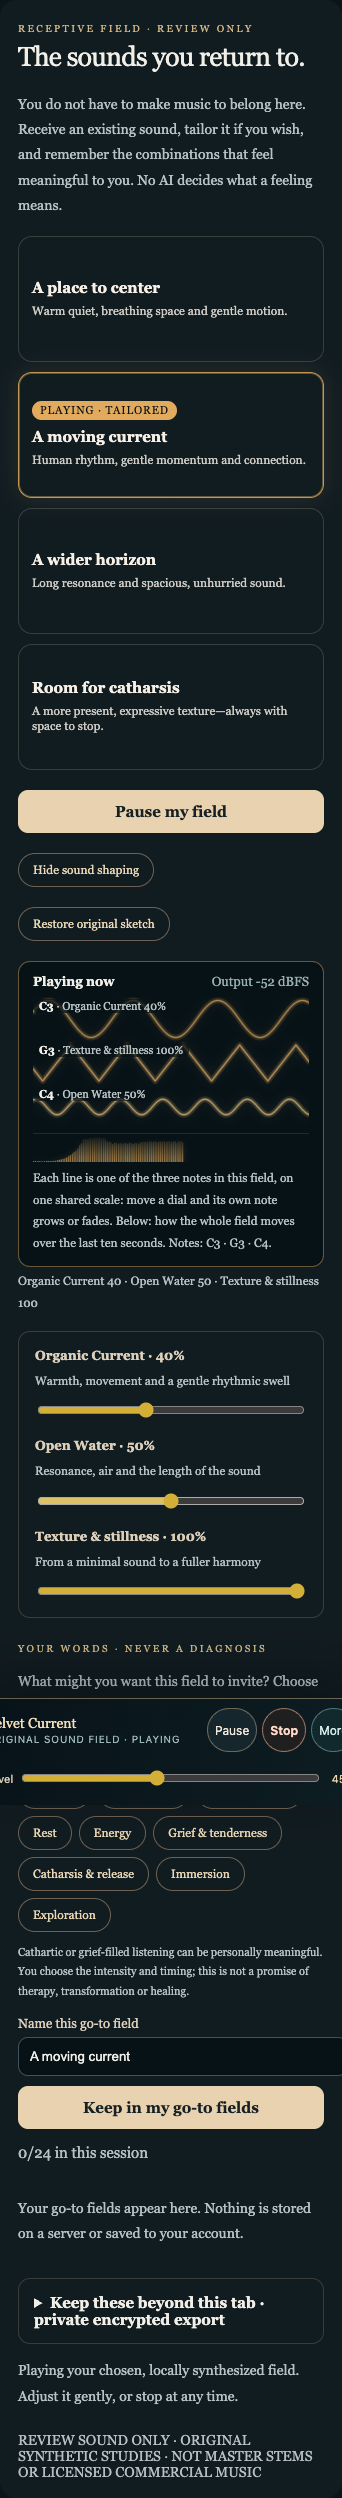 RECEPTIVE FIELD · REVIEW ONLY
The sounds you return to.
You do not have to make music to belong here.
Receive an existing sound, tailor it if you wish,
and remember the combinations that feel
meaningful to you. No AI decides what a feeling
means.
A place to center
Warm quiet, breathing space and gentle motion.
PLAYING · TAILORED
A moving current
Human rhythm, gentle momentum and connection.
A wider horizon
Long resonance and spacious, unhurried sound.
Room for catharsis
A more present, expressive texture—always with
space to stop.
Pause my field
Hide sound shaping
Restore original sketch
Playing now Output -52 dBFS
C3 · Organic Current 40%
G3 · Texture & stillness 100%
C4 · Open Water 50%
Each line is one of the three notes in this field, on
one shared scale: move a dial and its own note
grows or fades. Below: how the whole field moves
over the last ten seconds. Notes: C3 · G3 · C4.
Organic Current 40 · Open Water 50 · Texture & stillness
100
Organic Current · 40%
Warmth, movement and a gentle rhythmic swell
Open Water · 50%
Resonance, air and the length of the sound
Texture & stillness · 100%
From a minimal sound to a fuller harmony
YOUR WORDS · NEVER A DIAGNOSIS
What might you want this field to invite? Choose
elvet Current
RIGINAL SOUND FIELD · PLAYING
Pause Stop Mor
vel 45
Rest Energy Grief & tenderness
Catharsis & release Immersion
Exploration
Cathartic or grief-filled listening can be personally meaningful.
You choose the intensity and timing; this is not a promise of
therapy, transformation or healing.
Name this go-to field
A moving current
Keep in my go-to fields
0/24 in this session
Your go-to fields appear here. Nothing is stored
on a server or saved to your account.
Keep these beyond this tab ·
private encrypted export
Playing your chosen, locally synthesized field.
Adjust it gently, or stop at any time.
REVIEW SOUND ONLY · ORIGINAL
SYNTHETIC STUDIES · NOT MASTER STEMS
OR LICENSED COMMERCIAL MUSIC